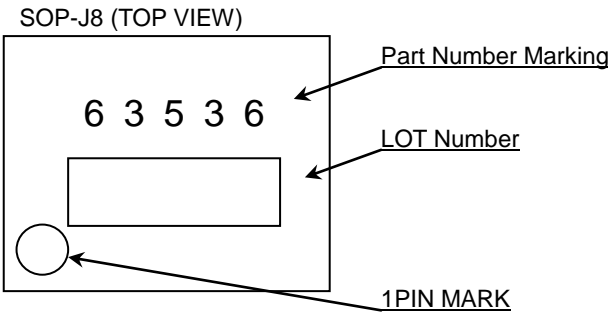 SOP-J8 (TOP VIEW)
Part Number Marking
6 3 5 3 6
LOT Number
1PIN MARK